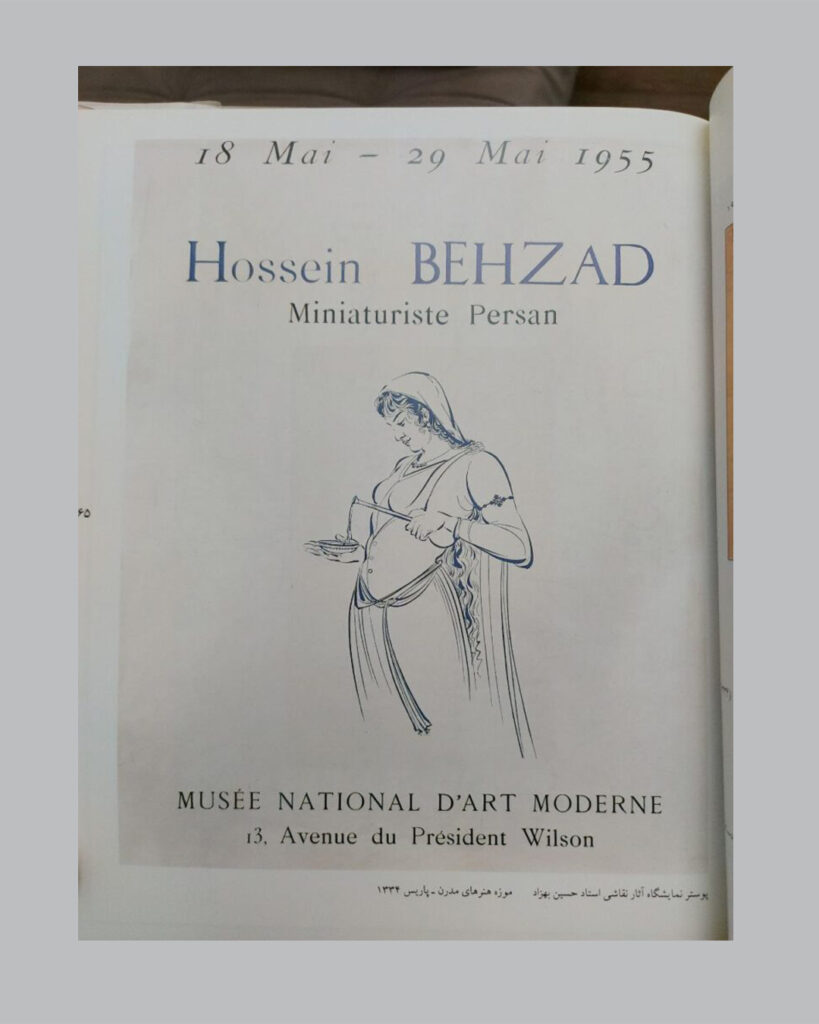 18 Mai – 29 Mai 1955
Hossein BEHZAD
Miniaturiste Persan
۶۵
MUSÉE NATIONAL D'ART MODERNE
13, Avenue du Président Wilson
پوستر نمایشگاه آثار نقاشی استاد حسین بهزاد موزه هنرهای مدرن ـ پاریس ۱۳۳۴